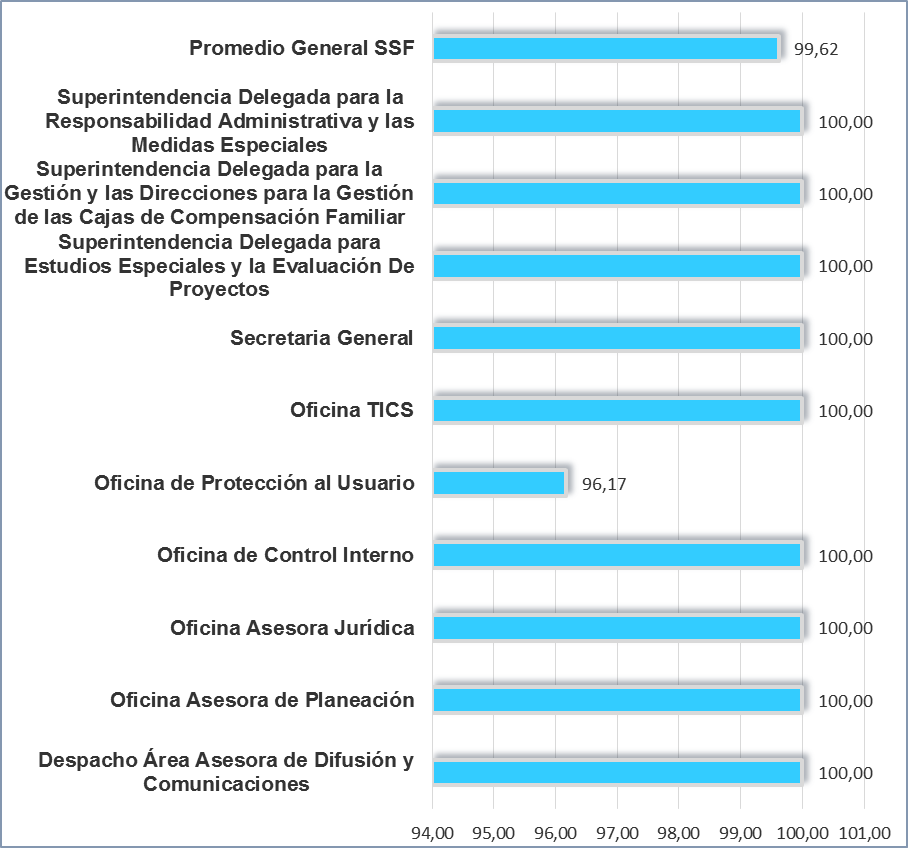 Promedio General SSF
99,62
Superintendencia Delegada para la
Responsabilidad Administrativa y las
Medidas Especiales
100,00
Superintendencia Delegada para la
Gestión y las Direcciones para la Gestión
de las Cajas de Compensación Familiar
100,00
Superintendencia Delegada para
Estudios Especiales y la Evaluación De
Proyectos
100,00
Secretaria General
100,00
Oficina TICS
100,00
Oficina de Protección al Usuario
96,17
Oficina de Control Interno
100,00
Oficina Asesora Jurídica
100,00
Oficina Asesora de Planeación
100,00
Despacho Área Asesora de Difusión y
Comunicaciones
100,00
94,00 95,00 96,00 97,00 98,00 99,00 100,00 101,00